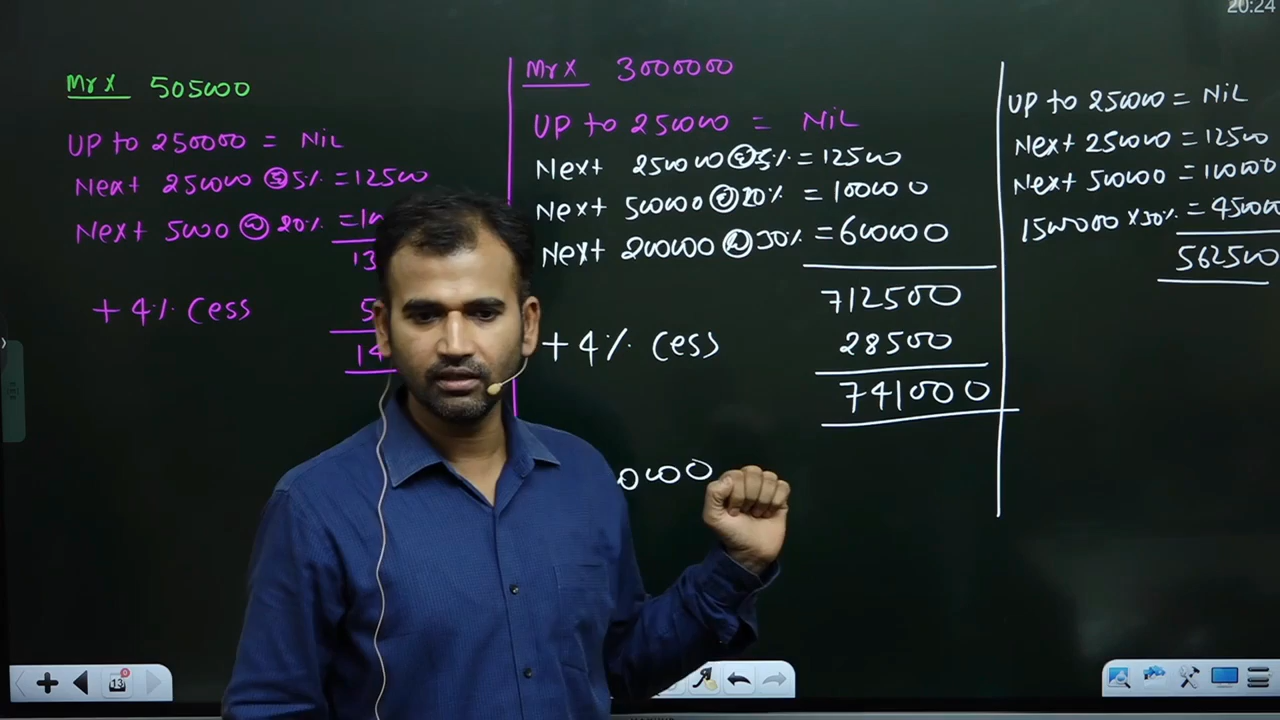 20:24
Mr X 505000
UP to 250000 = NiL
Next 250000 @ 5% = 12500
Next 5000 @ 20% =
+ 4% Cess
Mr X 3000000
UP to 250000 = NiL
Next 250000 @ 5% = 12500
Next 500000 @ 20% = 100000
Next 2000000 @ 30% = 600000
712500
+ 4% Cess 28500
741000
UP to 250000 = NiL
Next 250000 = 12500
Next 500000 = 100000
1500000 x 30% = 450000
562500
13